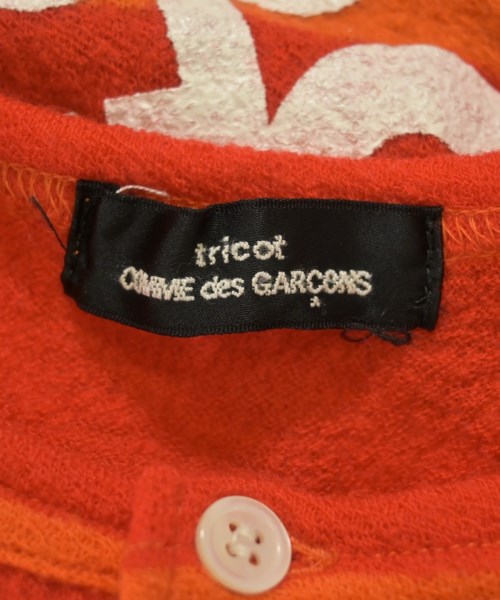 tricot
COMME des GARÇONS
*